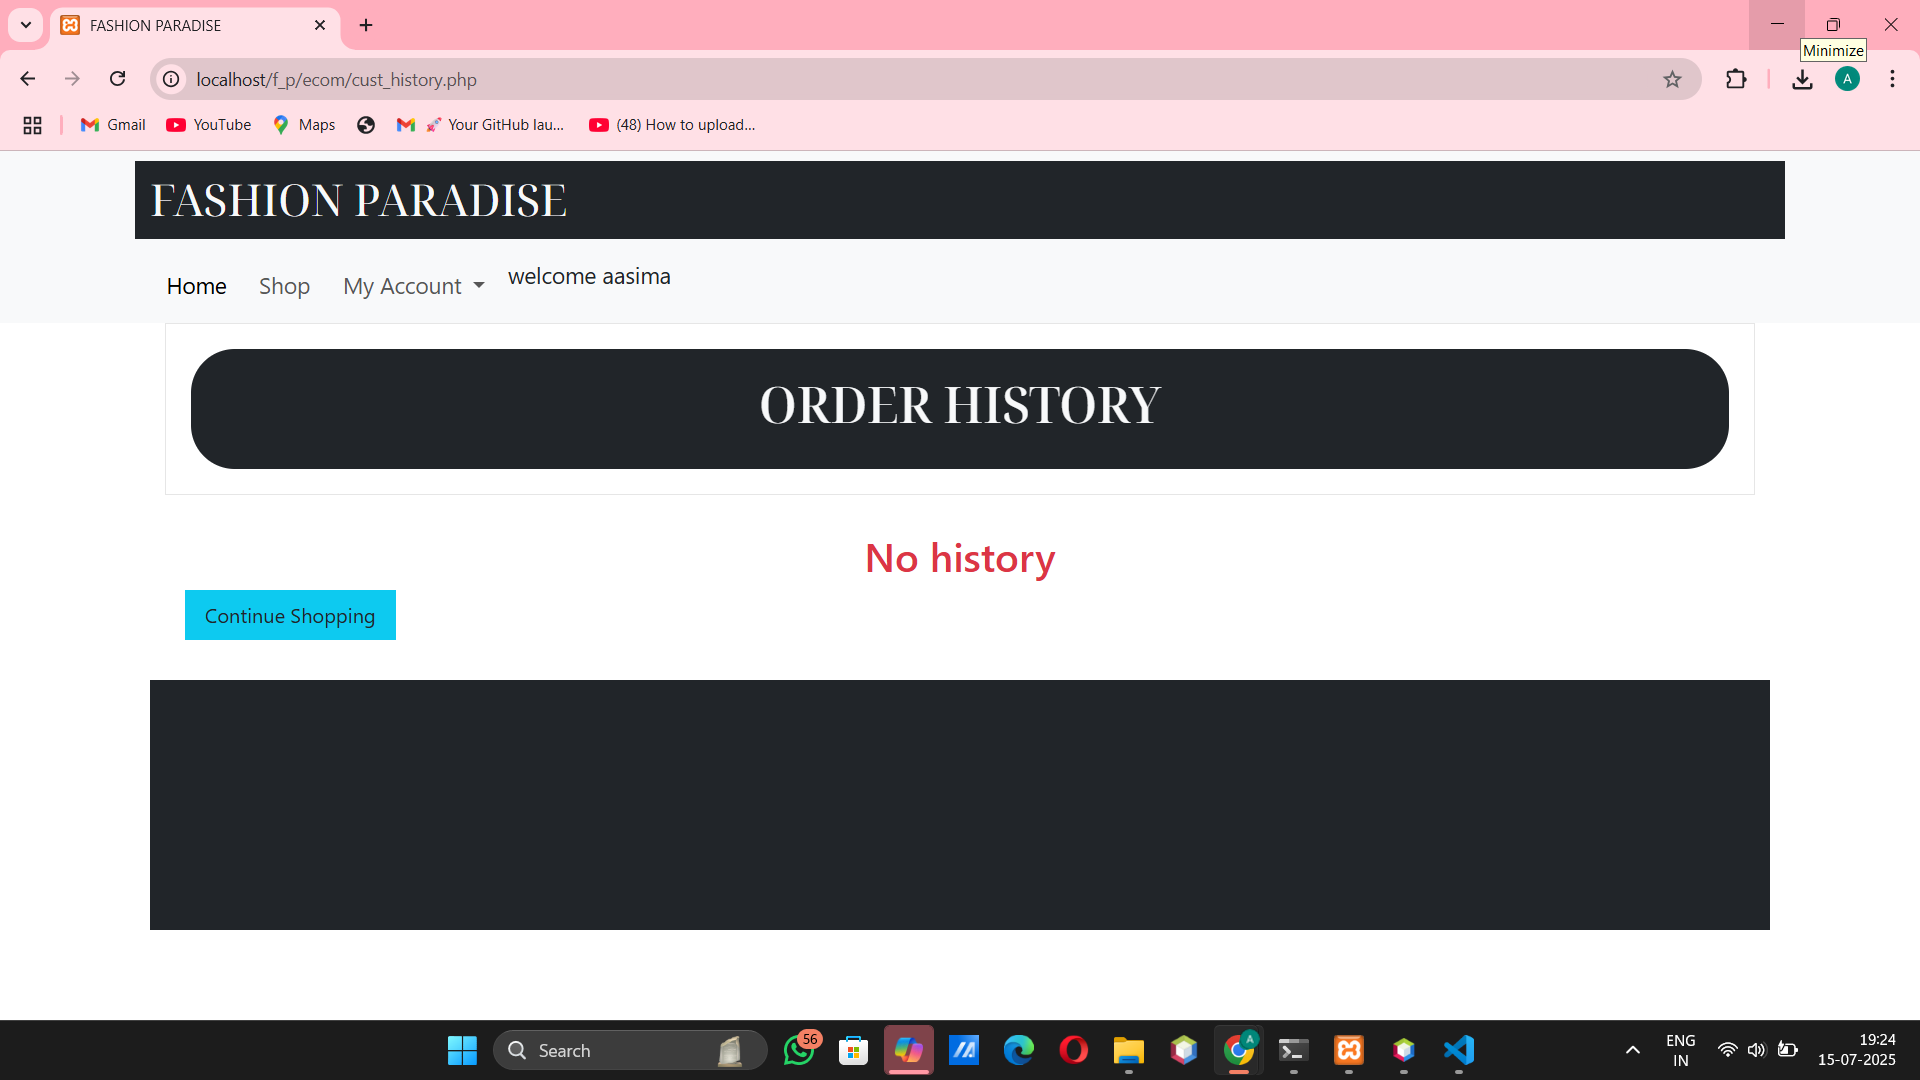 FASHION PARADISE
Minimize
localhost/f_p/ecom/cust_history.php
A
Gmail
YouTube
Maps
🚀 Your GitHub lau...
(48) How to upload...
FASHION PARADISE
Home
Shop
My Account
welcome aasima
ORDER HISTORY
No history
Continue Shopping
Search
56
A
ENG
IN
19:24
15-07-2025